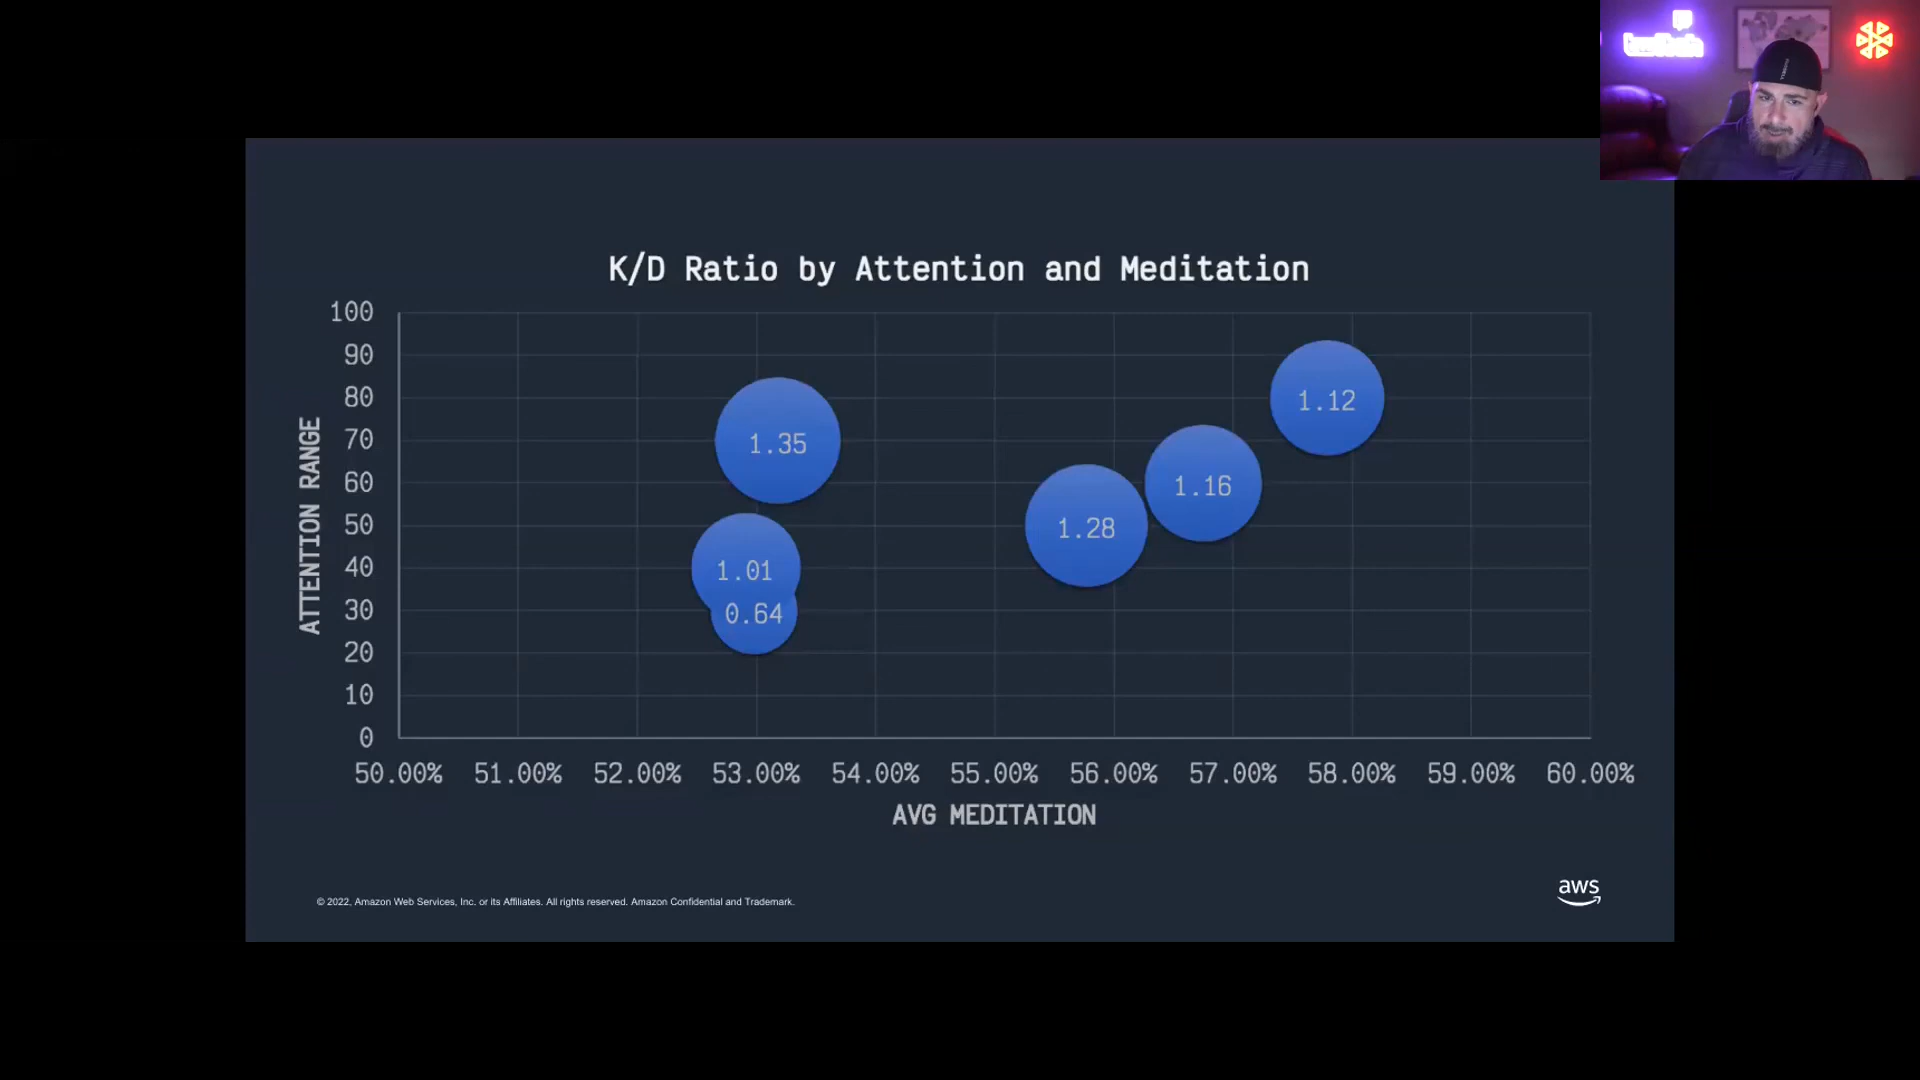 K/D Ratio by Attention and Meditation
ATTENTION RANGE
100
90
80
70
60
50
40
30
20
10
0
1.35
1.01
0.64
1.28
1.16
1.12
50.00% 51.00% 52.00% 53.00% 54.00% 55.00% 56.00% 57.00% 58.00% 59.00% 60.00%
AVG MEDITATION
© 2022, Amazon Web Services, Inc. or its Affiliates. All rights reserved. Amazon Confidential and Trademark.
aws